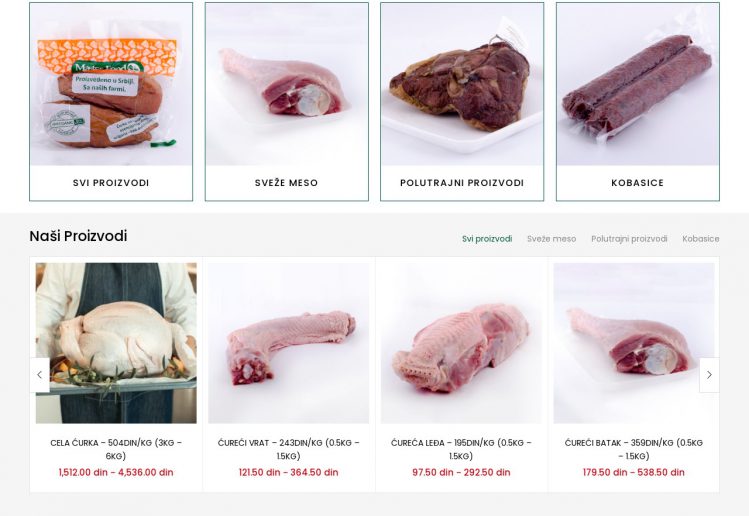 Proizvedeno u Srbiji.
Sa naših farmi.
SVI PROIZVODI
SVEŽE MESO
POLUTRAJNI PROIZVODI
KOBASICE
Naši Proizvodi
Svi proizvodi
Sveže meso
Polutrajni proizvodi
Kobasice
CELA ĆURKA – 504DIN/KG (3KG –
6KG)
1,512.00 din – 4,536.00 din
ĆUREĆI VRAT – 243DIN/KG (0.5KG –
1.5KG)
121.50 din – 364.50 din
ĆUREĆA LEĐA – 195DIN/KG (0.5KG –
1.5KG)
97.50 din – 292.50 din
ĆUREĆI BATAK – 359DIN/KG (0.5KG
– 1.5KG)
179.50 din – 538.50 din